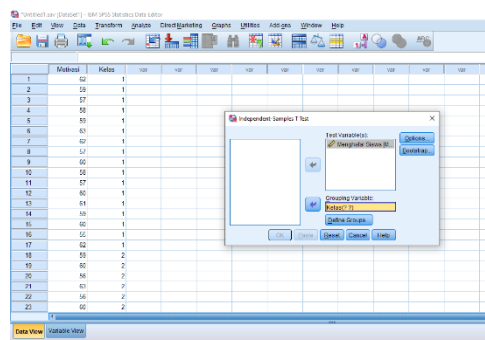 *Untitled1.sav [DataSet1] - IBM SPSS Statistics Data Editor
File Edit View Data Transform Analyze Direct Marketing Graphs Utilities Add-ons Window Help
Motivasi Kelas var var var var var var var var var
1 62 1
2 59 1
3 57 1
4 58 1
5 59 1
6 63 1
7 62 1
8 57 1
9 60 1
10 58 1
11 57 1
12 60 1
13 61 1
14 59 1
15 60 1
16 55 1
17 62 1
18 59 2
19 60 2
20 58 2
21 63 2
22 56 2
23 60 2
Independent-Samples T Test
Test Variable(s):
Menghafal Siswa [M...
Options...
Bootstrap...
Grouping Variable:
Kelas(? ?)
Define Groups...
OK Paste Reset Cancel Help
Data View Variable View